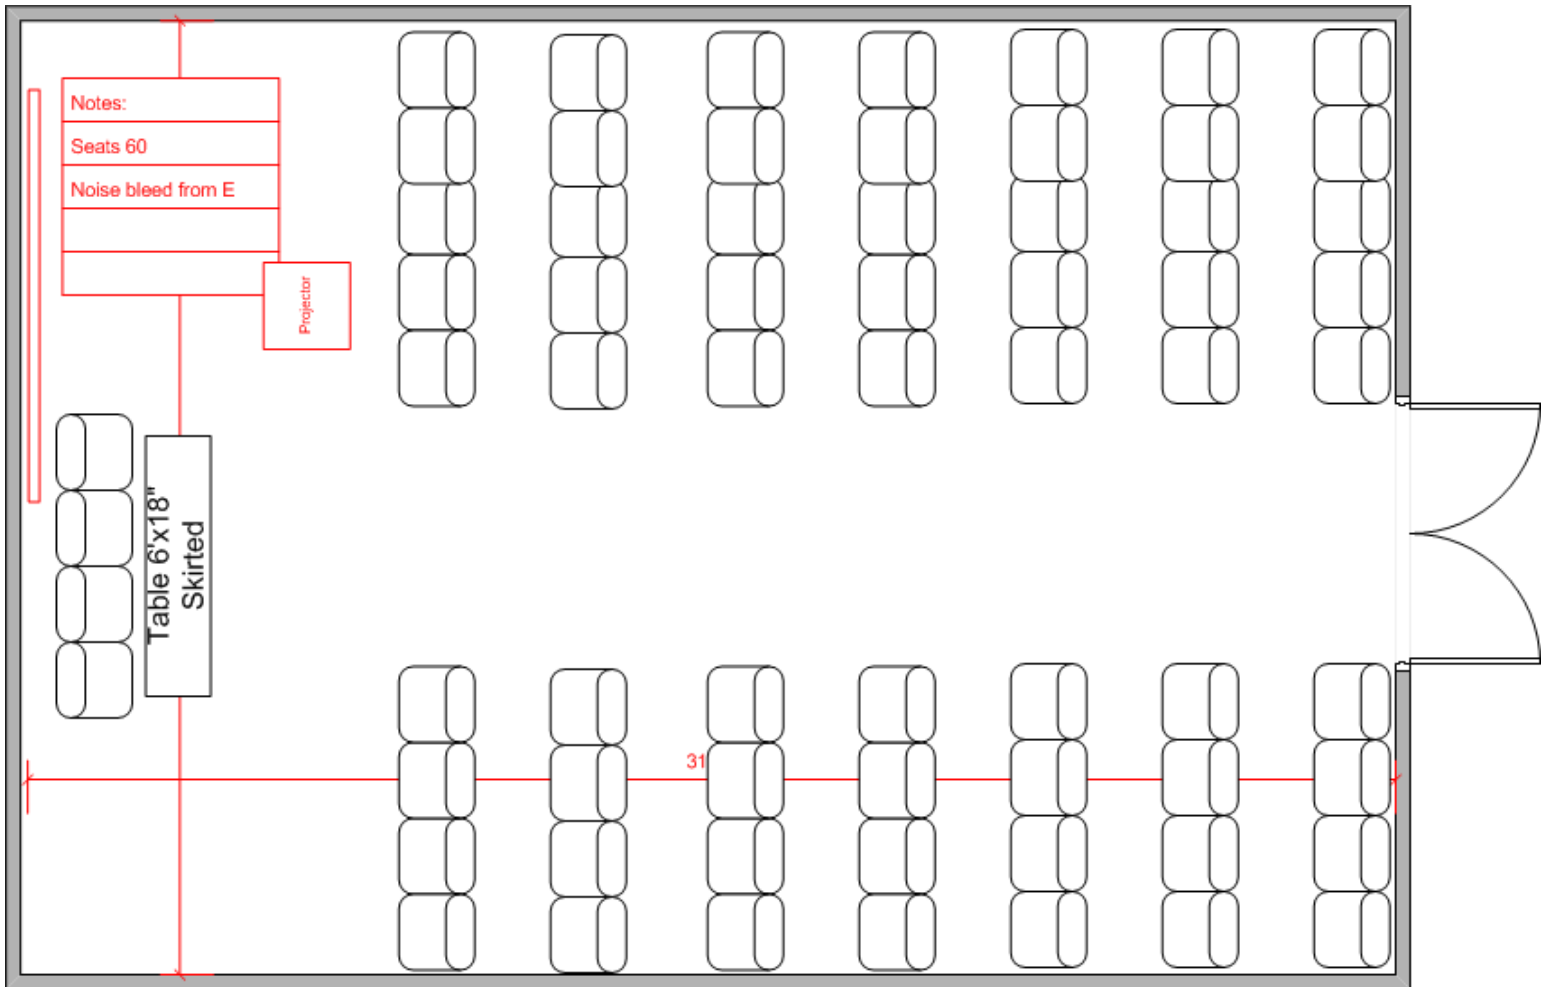 Notes:
Seats 60
Noise bleed from E
Projector
Table 6'x18"
Skirted
31